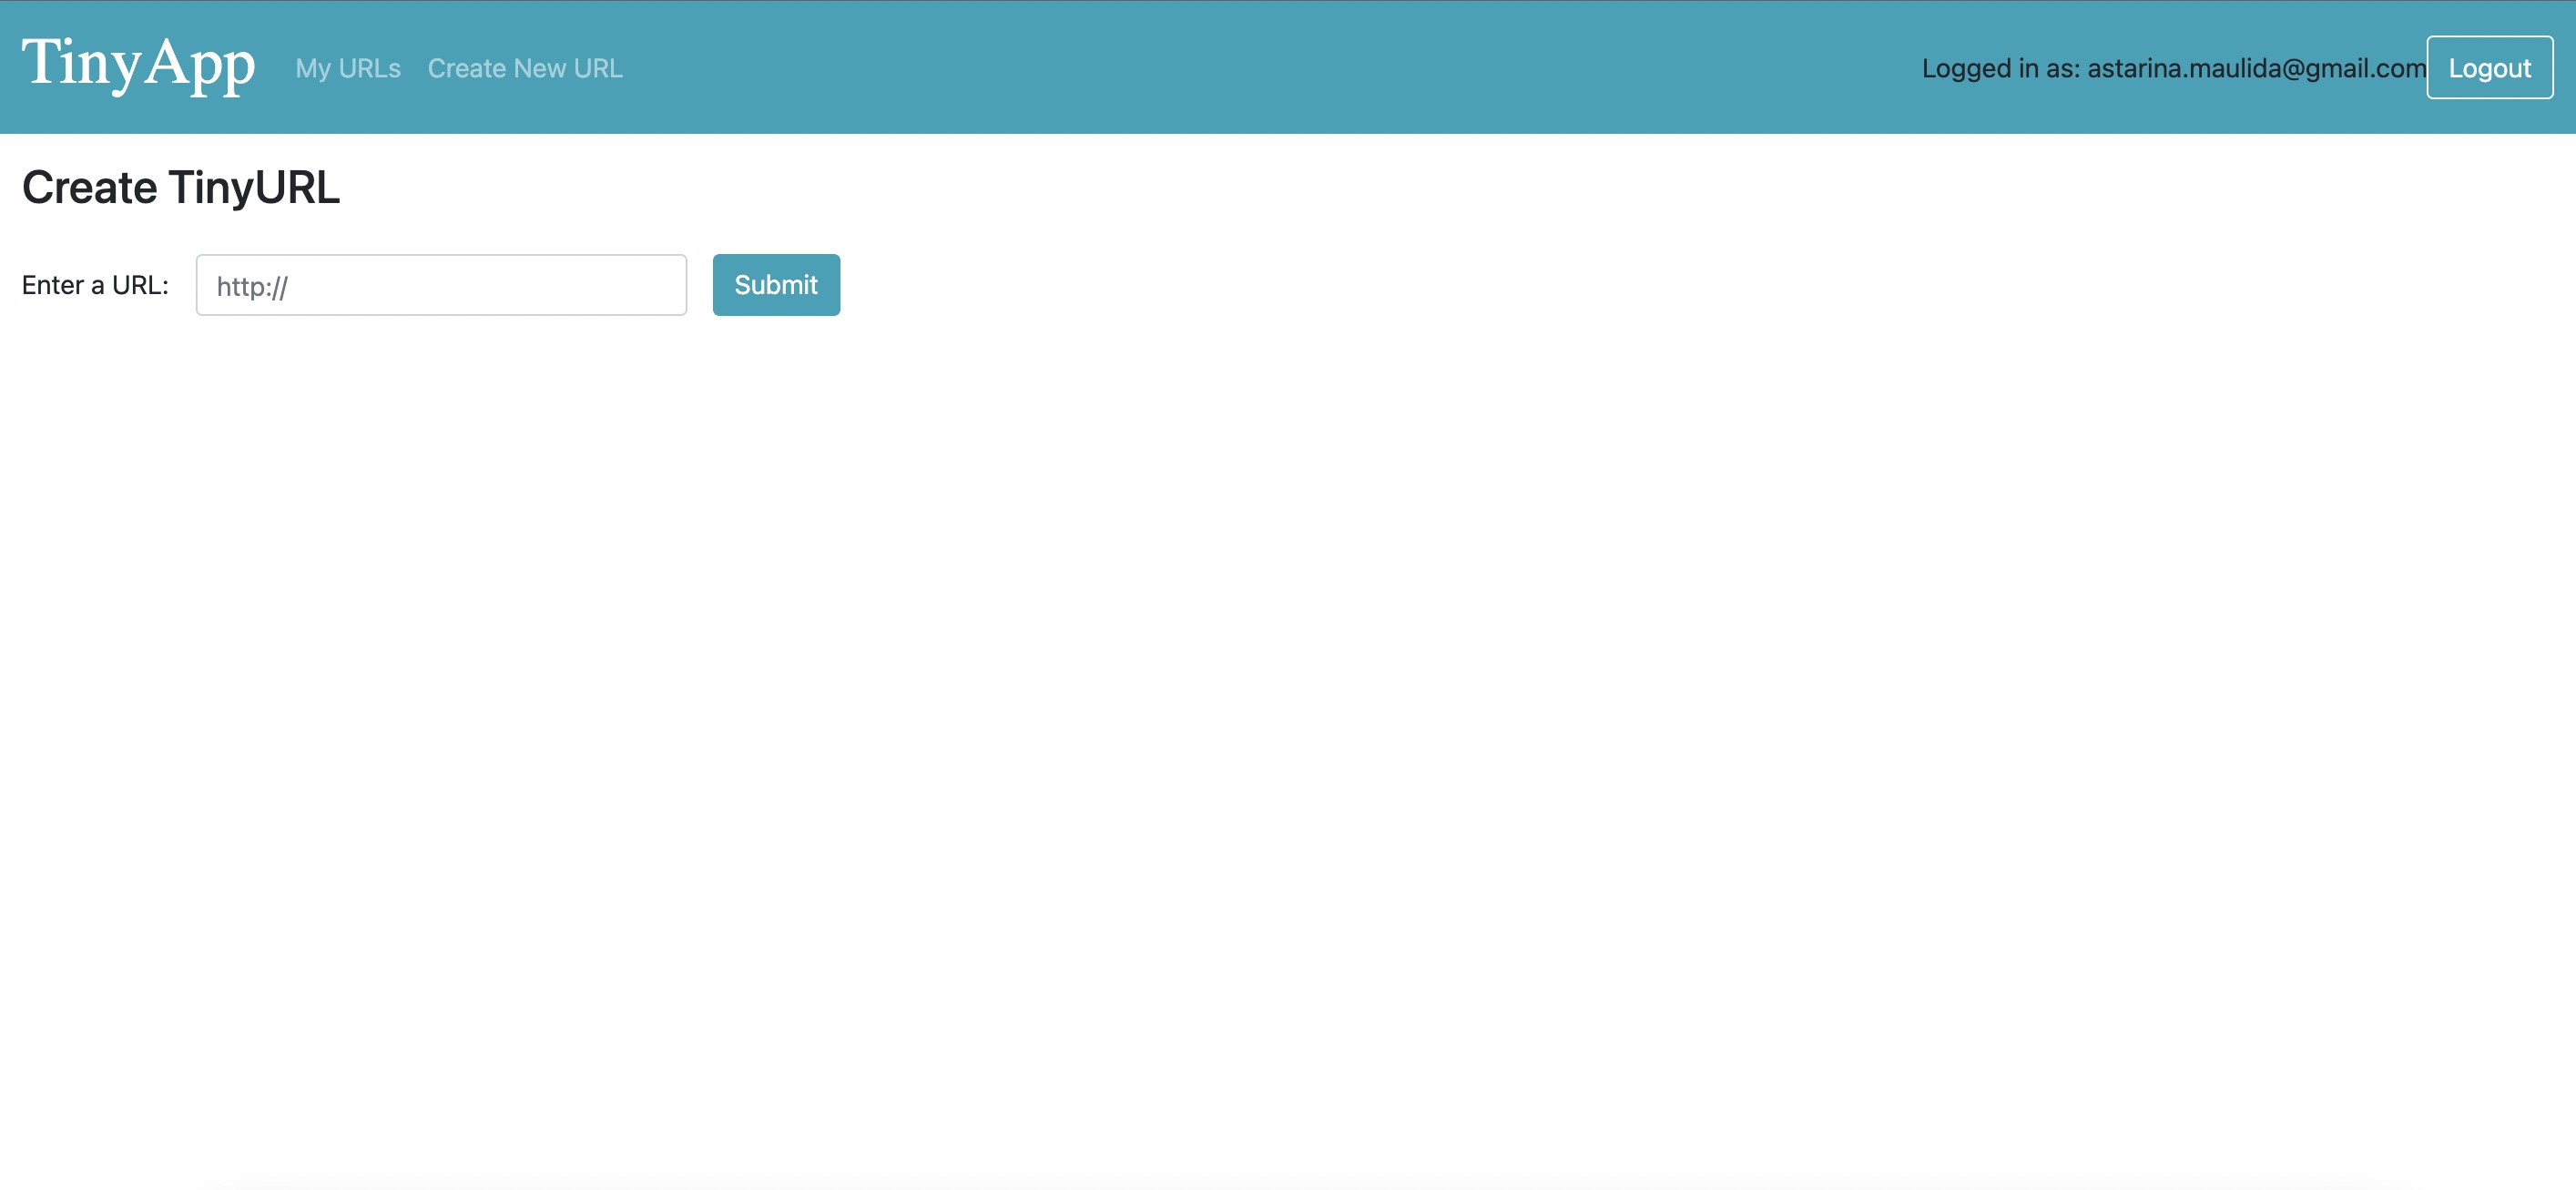 TinyApp My URLs Create New URL Logged in as: astarina.maulida@gmail.com Logout
Create TinyURL
Enter a URL: http:// Submit